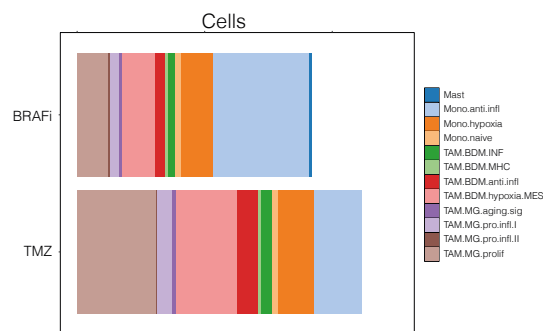 Cells
BRAFi
TMZ
Mast
Mono.anti.infl
Mono.hypoxia
Mono.naive
TAM.BDM.INF
TAM.BDM.MHC
TAM.BDM.anti.infl
TAM.BDM.hypoxia.MES
TAM.MG.aging.sig
TAM.MG.pro.infl.I
TAM.MG.pro.infl.II
TAM.MG.prolif